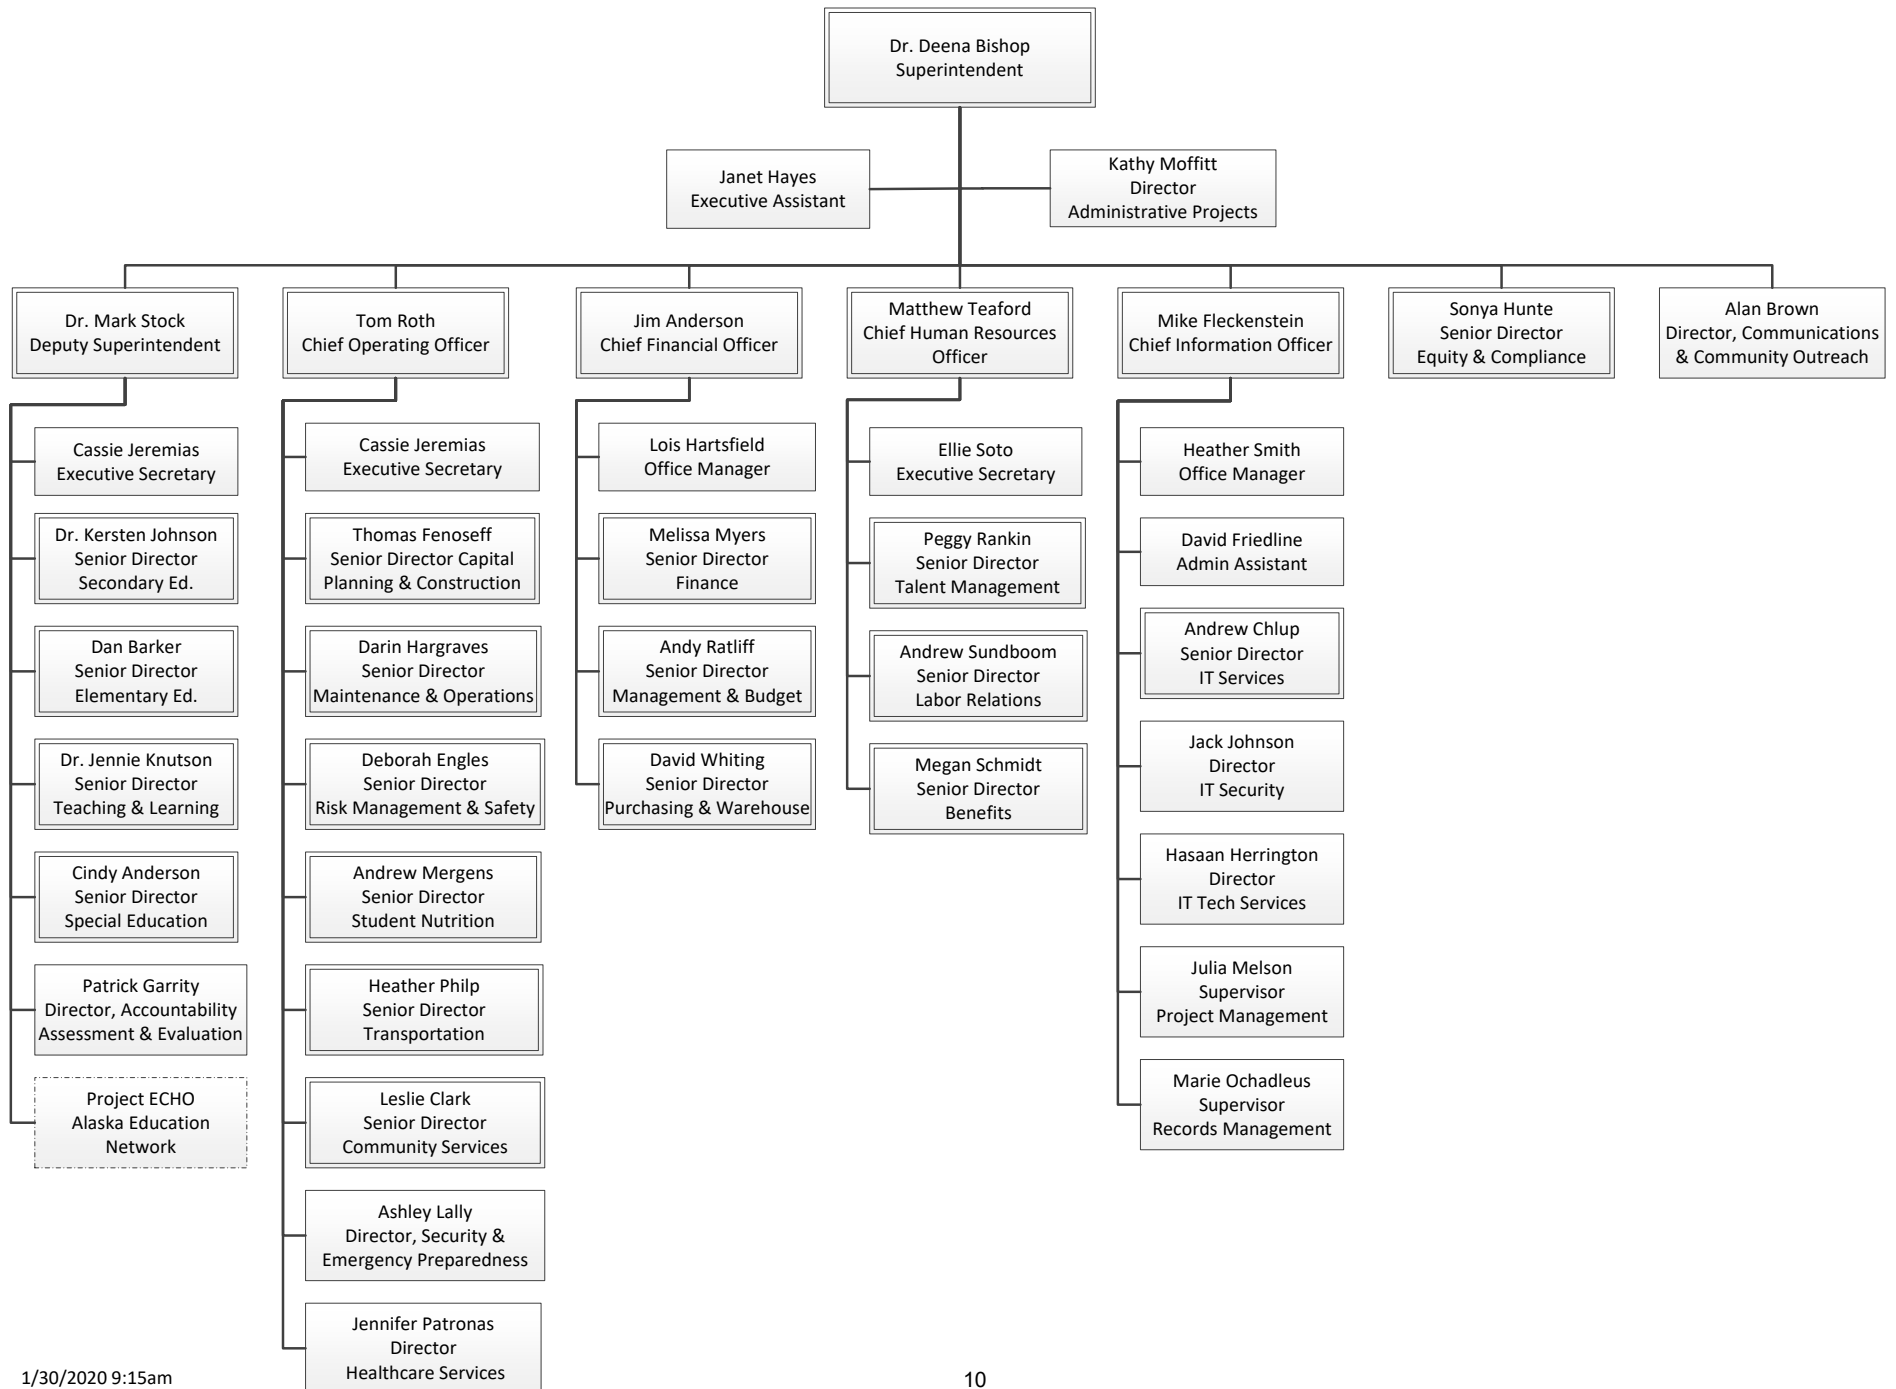 Dr. Deena Bishop
Superintendent
Janet Hayes
Executive Assistant
Kathy Moffitt
Director
Administrative Projects
Dr. Mark Stock
Deputy Superintendent
Tom Roth
Chief Operating Officer
Jim Anderson
Chief Financial Officer
Matthew Teaford
Chief Human Resources
Officer
Mike Fleckenstein
Chief Information Officer
Sonya Hunte
Senior Director
Equity & Compliance
Alan Brown
Director, Communications
& Community Outreach
Cassie Jeremias
Executive Secretary
Dr. Kersten Johnson
Senior Director
Secondary Ed.
Dan Barker
Senior Director
Elementary Ed.
Dr. Jennie Knutson
Senior Director
Teaching & Learning
Cindy Anderson
Senior Director
Special Education
Patrick Garrity
Director, Accountability
Assessment & Evaluation
Project ECHO
Alaska Education
Network
Cassie Jeremias
Executive Secretary
Thomas Fenoseff
Senior Director Capital
Planning & Construction
Darin Hargraves
Senior Director
Maintenance & Operations
Deborah Engles
Senior Director
Risk Management & Safety
Andrew Mergens
Senior Director
Student Nutrition
Heather Philp
Senior Director
Transportation
Leslie Clark
Senior Director
Community Services
Ashley Lally
Director, Security &
Emergency Preparedness
Jennifer Patronas
Director
Healthcare Services
Lois Hartsfield
Office Manager
Melissa Myers
Senior Director
Finance
Andy Ratliff
Senior Director
Management & Budget
David Whiting
Senior Director
Purchasing & Warehouse
Ellie Soto
Executive Secretary
Peggy Rankin
Senior Director
Talent Management
Andrew Sundboom
Senior Director
Labor Relations
Megan Schmidt
Senior Director
Benefits
Heather Smith
Office Manager
David Friedline
Admin Assistant
Andrew Chlup
Senior Director
IT Services
Jack Johnson
Director
IT Security
Hasaan Herrington
Director
IT Tech Services
Julia Melson
Supervisor
Project Management
Marie Ochadleus
Supervisor
Records Management
1/30/2020 9:15am
10